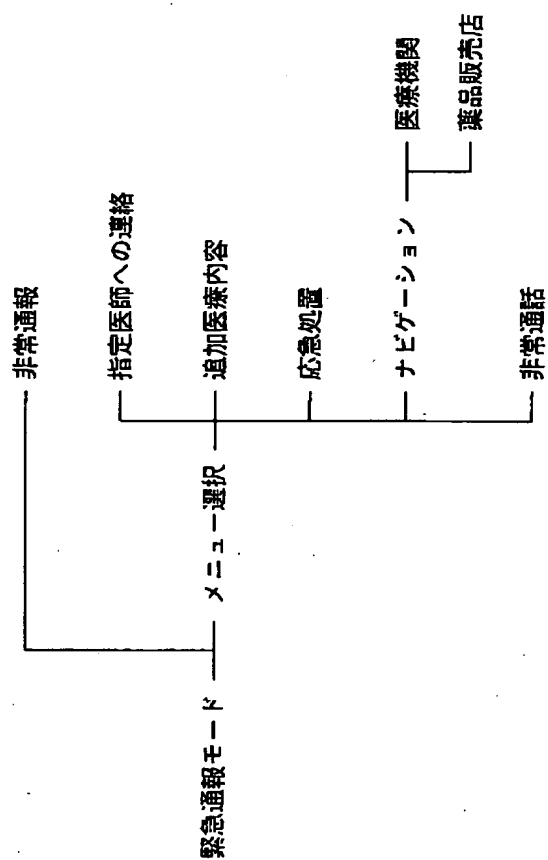 緊急通報モード
非常通報
メニュー選択
指定医師への連絡
追加医療内容
応急処置
ナビゲーション
医療機関
薬品販売店
非常通話